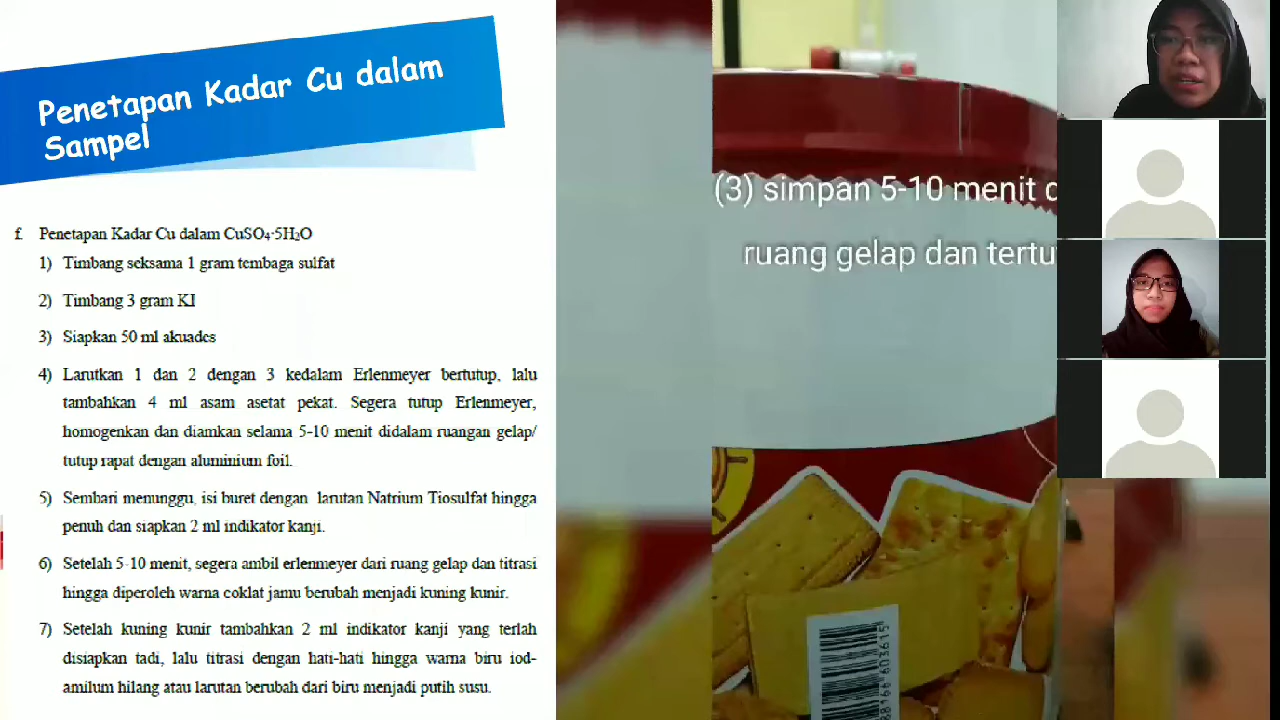 Penetapan Kadar Cu dalam
Sampel
f. Penetapan Kadar Cu dalam CuSO₄·5H₂O
1) Timbang seksama 1 gram tembaga sulfat
2) Timbang 3 gram KI
3) Siapkan 50 ml akuades
4) Larutkan 1 dan 2 dengan 3 kedalam Erlenmeyer bertutup, lalu
tambahkan 4 ml asam asetat pekat. Segera tutup Erlenmeyer,
homogenkan dan diamkan selama 5-10 menit didalam ruangan gelap/
tutup rapat dengan aluminium foil.
5) Sembari menunggu, isi buret dengan larutan Natrium Tiosulfat hingga
penuh dan siapkan 2 ml indikator kanji.
6) Setelah 5-10 menit, segera ambil erlenmeyer dari ruang gelap dan titrasi
hingga diperoleh warna coklat jamu berubah menjadi kuning kunir.
7) Setelah kuning kunir tambahkan 2 ml indikator kanji yang terlah
disiapkan tadi, lalu titrasi dengan hati-hati hingga warna biru iod-
amilum hilang atau larutan berubah dari biru menjadi putih susu.
(3) simpan 5-10 menit d
ruang gelap dan tertu